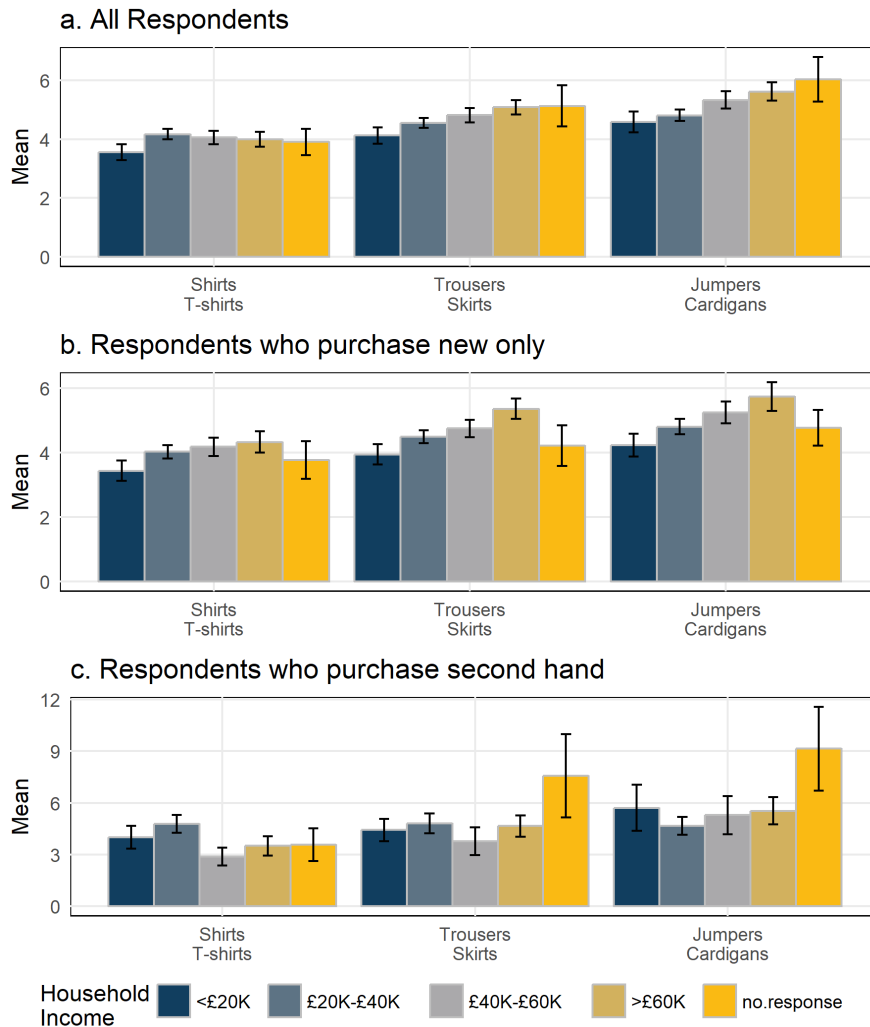 a. All Respondents
6
4
2
0
Mean
Shirts
T-shirts
Trousers
Skirts
Jumpers
Cardigans
b. Respondents who purchase new only
6
4
2
0
Mean
Shirts
T-shirts
Trousers
Skirts
Jumpers
Cardigans
c. Respondents who purchase second hand
12
9
6
3
0
Mean
Shirts
T-shirts
Trousers
Skirts
Jumpers
Cardigans
Household
Income
<£20K
£20K-£40K
£40K-£60K
>£60K
no.response